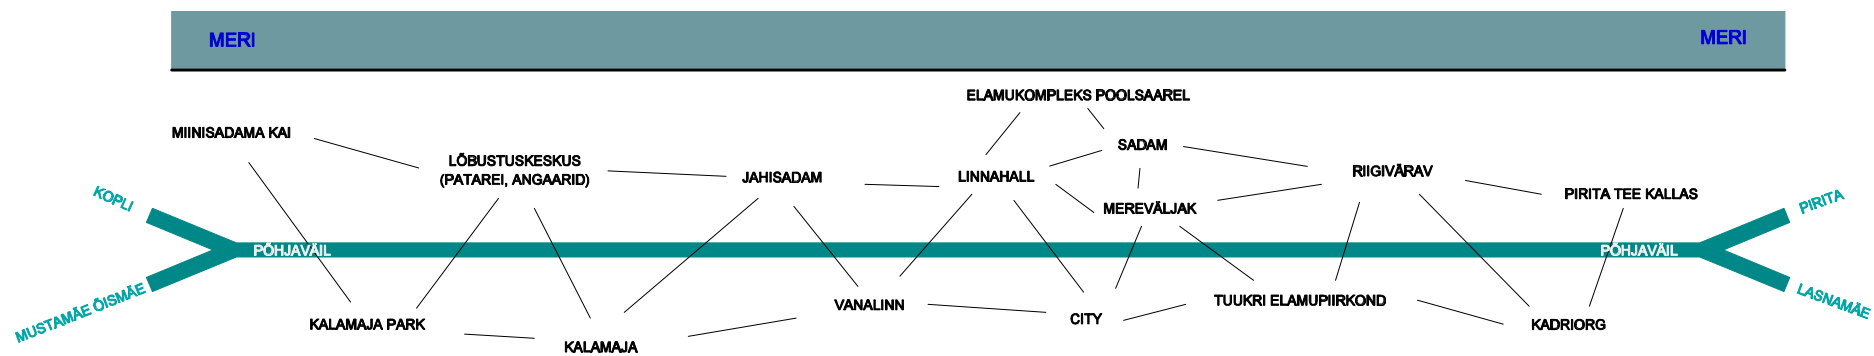 MERI
MERI
ELAMUKOMPLEKS POOLSAAREL
MIINISADAMA KAI
SADAM
LÕBUSTUSKESKUS
(PATAREI, ANGAARID)
JAHISADAM
LINNAHALL
RIIGIVÄRAV
PIRITA TEE KALLAS
KOPLI
MEREVÄLJAK
PIRITA
PÕHJAVÄIL
PÕHJAVÄIL
MUSTAMÄE ÕISMÄE
VANALINN
TUUKRI ELAMUPIIRKOND
LASNAMÄE
KALAMAJA PARK
CITY
KADRIORG
KALAMAJA